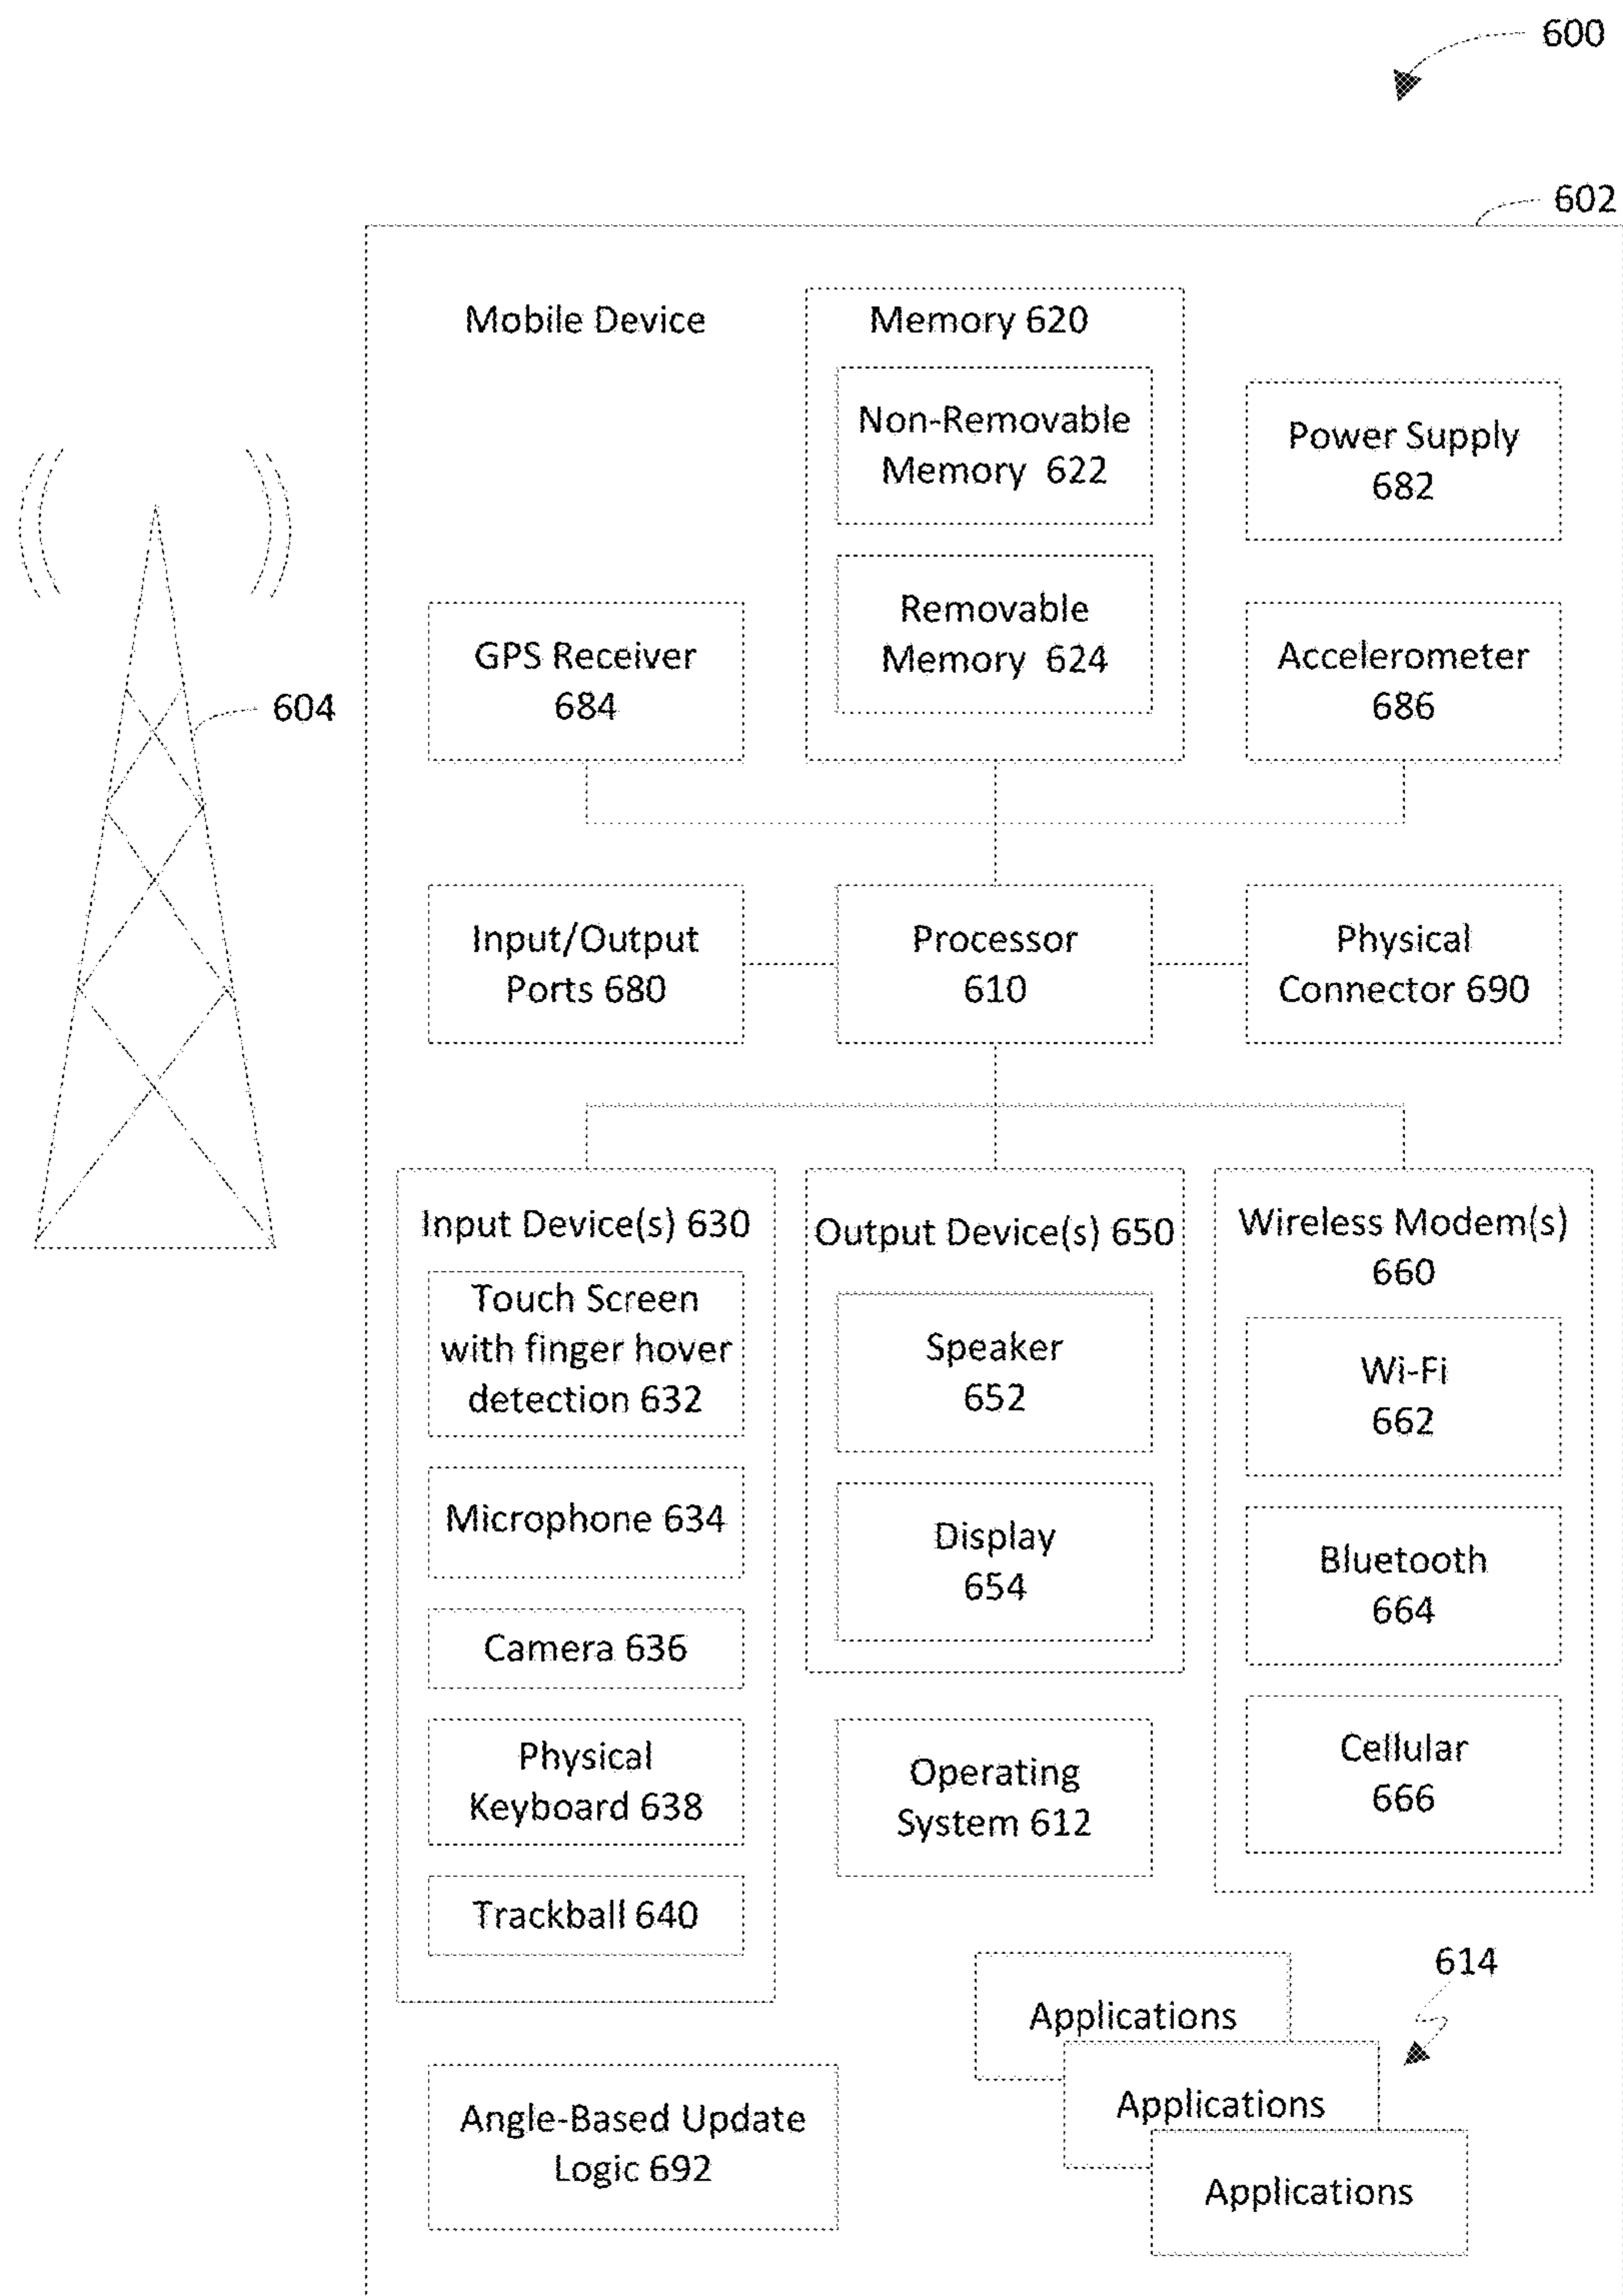 600
602
Mobile Device
Memory 620
Non-Removable
Memory 622
Power Supply
682
Removable
Memory 624
GPS Receiver
684
Accelerometer
686
604
Input/Output
Ports 680
Processor
610
Physical
Connector 690
Input Device(s) 630
Touch Screen
with finger hover
detection 632
Microphone 634
Camera 636
Physical
Keyboard 638
Trackball 640
Output Device(s) 650
Speaker
652
Display
654
Operating
System 612
Wireless Modem(s)
660
Wi-Fi
662
Bluetooth
664
Cellular
666
614
Applications
Applications
Applications
Angle-Based Update
Logic 692